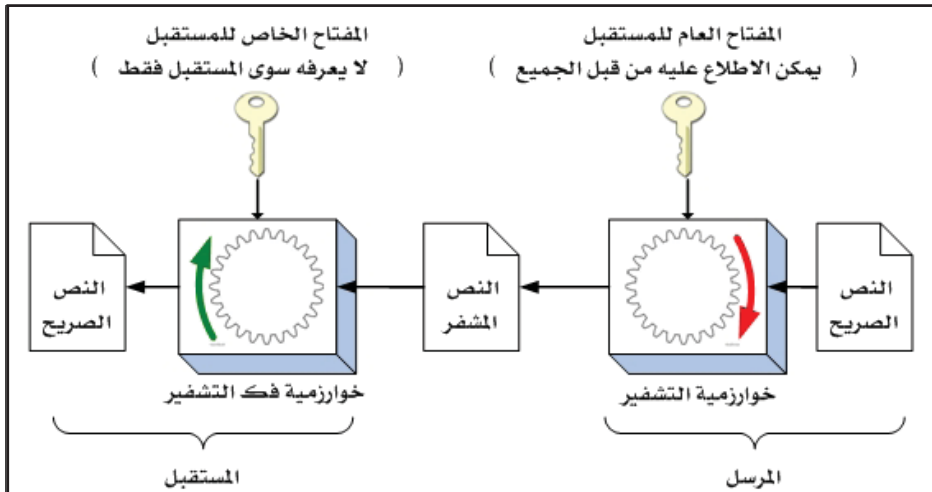 المفتاح العام للمستقبل
( يمكن الاطلاع عليه من قبل الجميع )
المفتاح الخاص للمستقبل
( لا يعرفه سوى المستقبل فقط )
النص
الصريح
النص
المشفر
النص
الصريح
خوارزمية التشفير
خوارزمية فك التشفير
المرسل
المستقبل